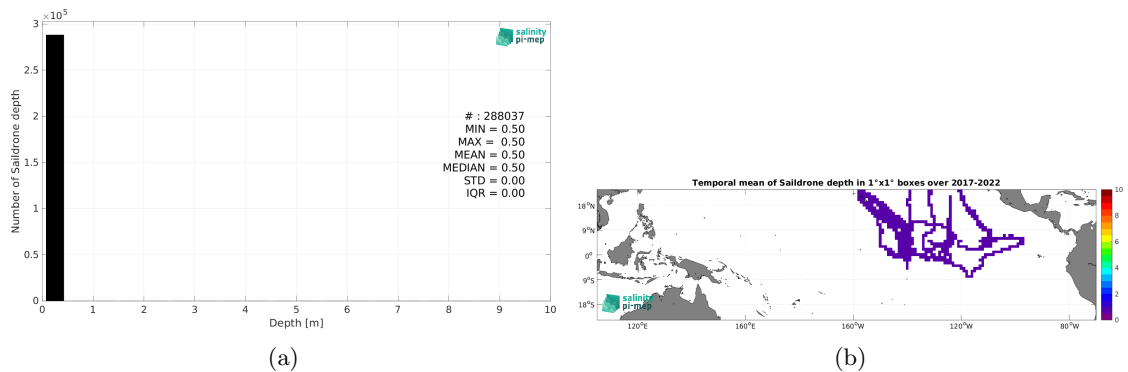 ×10⁵
3
2.5
2
1.5
1
0.5
0
Number of Saildrone depth
salinity
pi-mep
# : 288037
MIN = 0.50
MAX = 0.50
MEAN = 0.50
MEDIAN = 0.50
STD = 0.00
IQR = 0.00
0 1 2 3 4 5 6 7 8 9 10
Depth [m]
(a)
Temporal mean of Saildrone depth in 1°x1° boxes over 2017-2022
18°N
9°N
0°
9°S
18°S
salinity
pi-mep
120°E 160°E 160°W 120°W 80°W
10
8
6
4
2
0
(b)